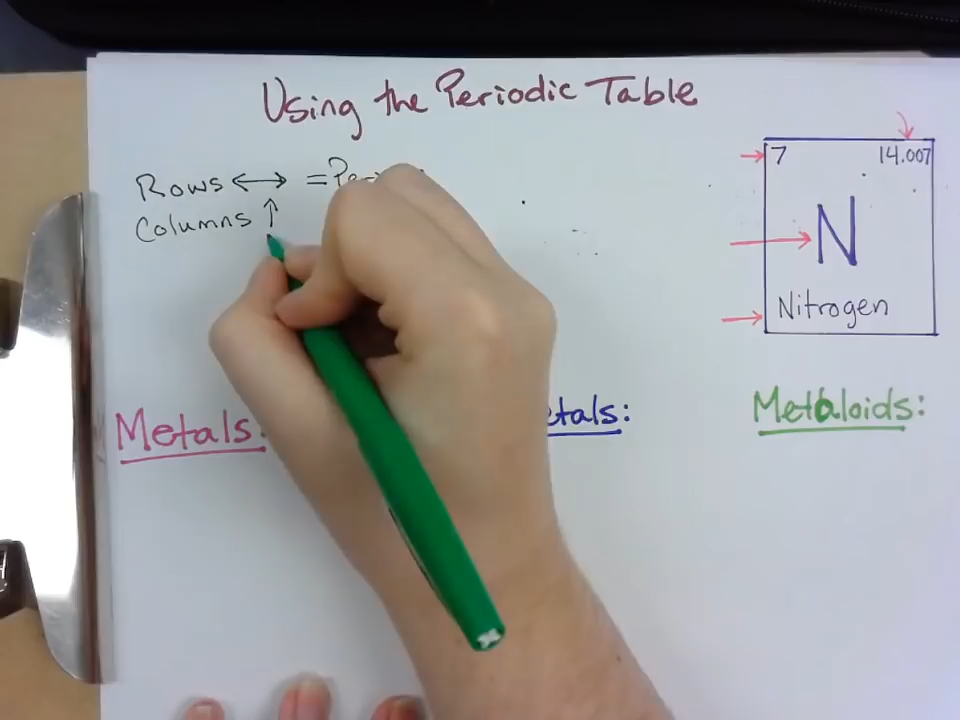 Using the Periodic Table
Rows ↔ =
Columns ↑
7 14.007
N
Nitrogen
Metals:
etals:
Metaloids: